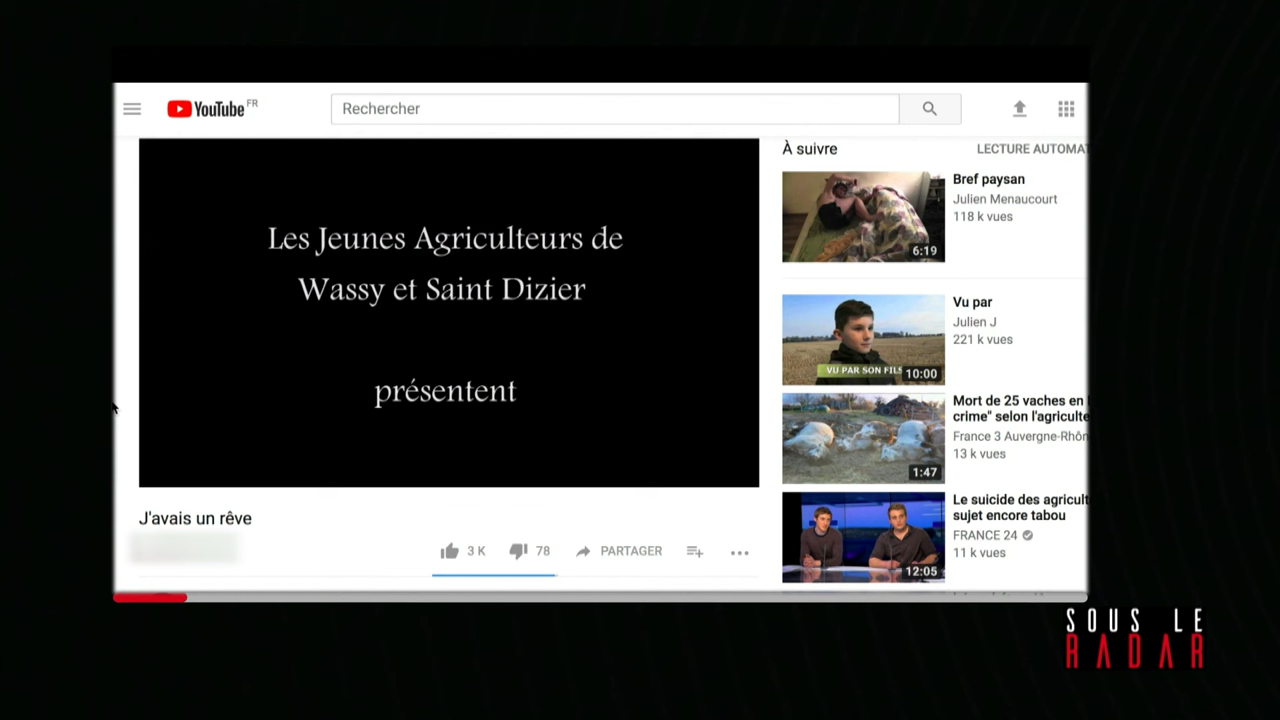 YouTube FR
Rechercher
Les Jeunes Agriculteurs de
Wassy et Saint Dizier
présentent
J'avais un rêve
3 K
78
PARTAGER
À suivre
LECTURE AUTOMAT
6:19
Bref paysan
Julien Menaucourt
118 k vues
VU PAR SON FILS
10:00
Vu par
Julien J
221 k vues
1:47
Mort de 25 vaches en
crime" selon l'agriculte
France 3 Auvergne-Rhôn
13 k vues
12:05
Le suicide des agricult
sujet encore tabou
FRANCE 24
11 k vues
SOUS LE
RADAR